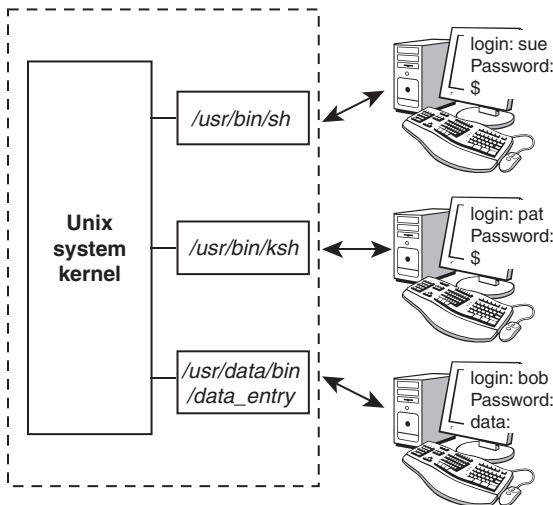 Unix
system
kernel
/usr/bin/sh
/usr/bin/ksh
/usr/data/bin
/data_entry
login: sue
Password:
$
login: pat
Password:
$
login: bob
Password:
data: